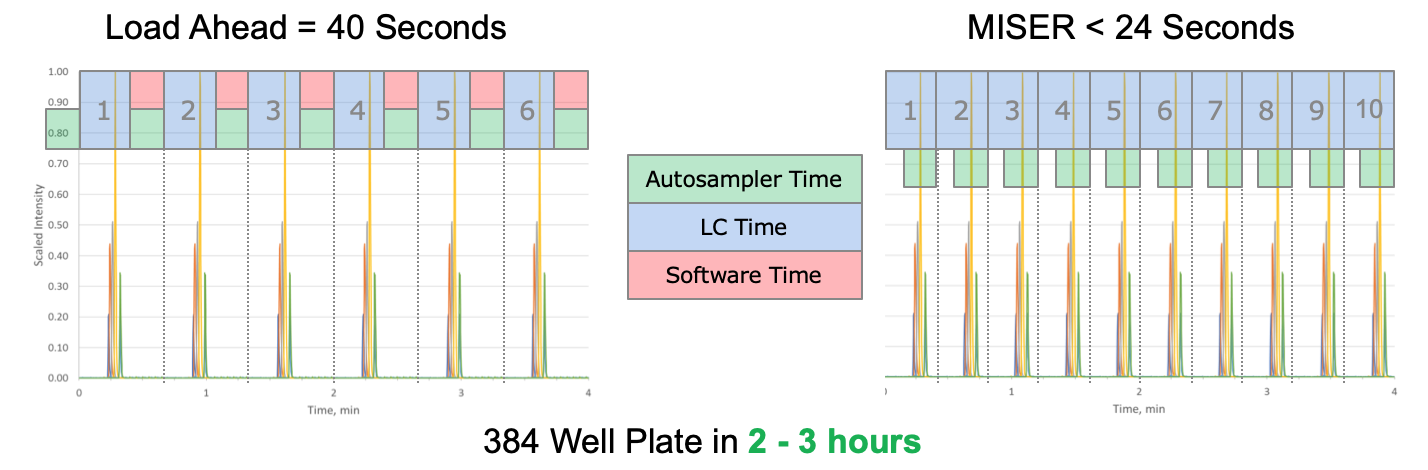 Load Ahead = 40 Seconds
MISER < 24 Seconds
1.00
0.90
0.80
0.70
0.60
0.50
0.40
0.30
0.20
0.10
0.00
Scaled Intensity
1 2 3 4 5 6
0 1 2 3 4
Time, min
Autosampler Time
LC Time
Software Time
1 2 3 4 5 6 7 8 9 10
0 1 2 3 4
Time, min
384 Well Plate in 2 - 3 hours